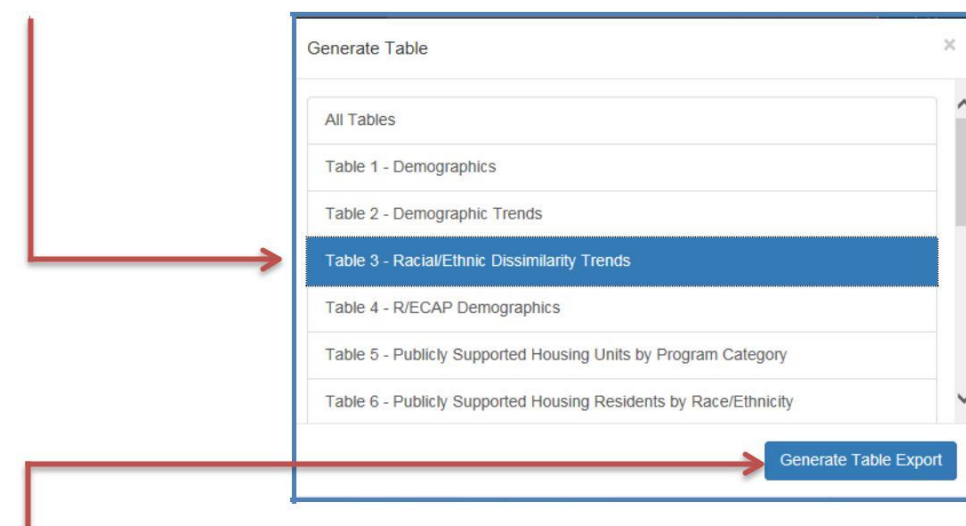 Generate Table ×
All Tables
Table 1 - Demographics
Table 2 - Demographic Trends
Table 3 - Racial/Ethnic Dissimilarity Trends
Table 4 - R/ECAP Demographics
Table 5 - Publicly Supported Housing Units by Program Category
Table 6 - Publicly Supported Housing Residents by Race/Ethnicity
Generate Table Export